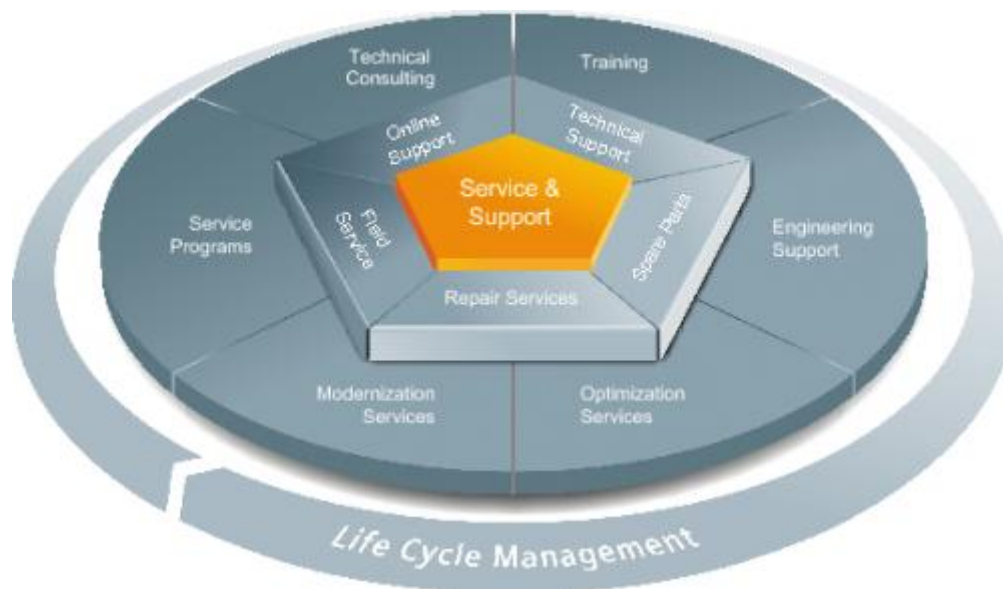 Technical
Consulting
Training
Online
Support
Technical
Support
Service &
Support
Service
Programs
Field
Service
Spare Parts
Engineering
Support
Repair Services
Modernization
Services
Optimization
Services
Life Cycle Management